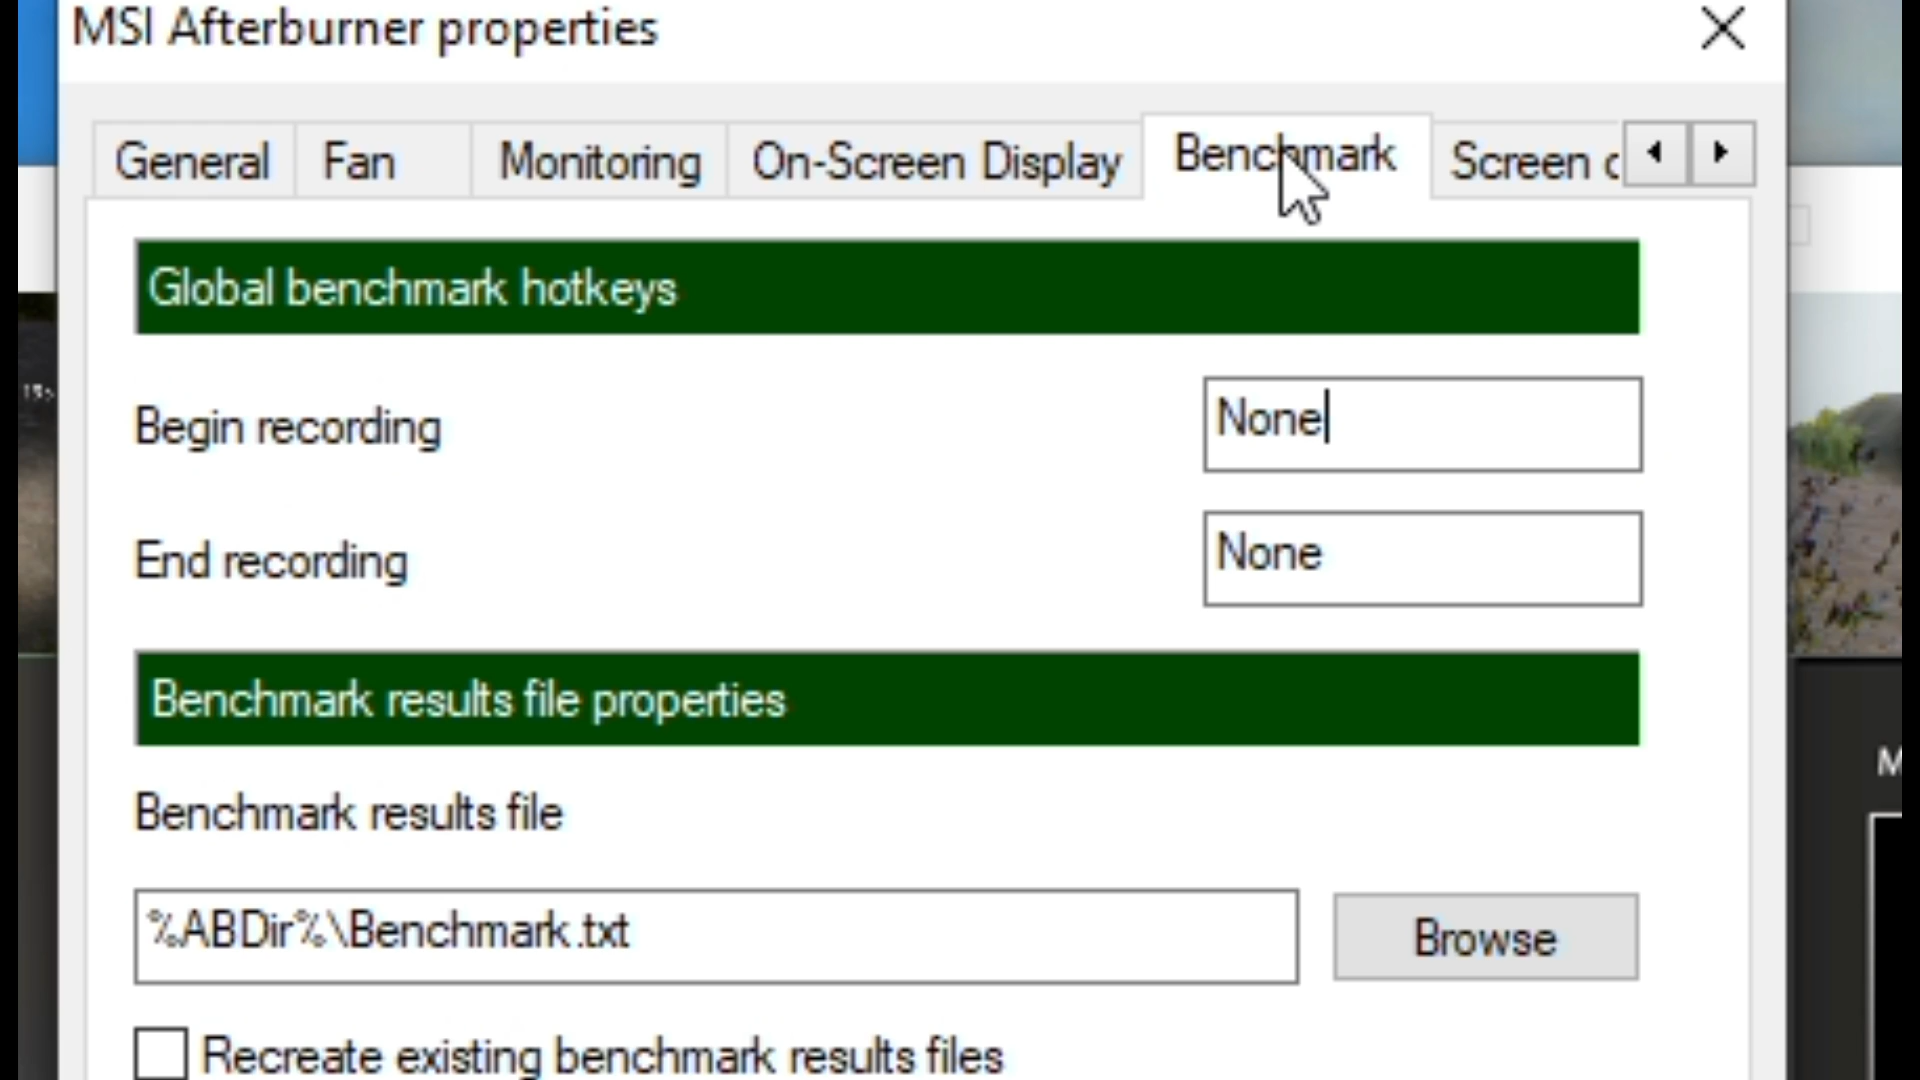 MSI Afterburner properties
General Fan Monitoring On-Screen Display Benchmark Screen c
Global benchmark hotkeys
Begin recording None
End recording None
Benchmark results file properties
Benchmark results file
%ABDir%\Benchmark.txt Browse
Recreate existing benchmark results files
M